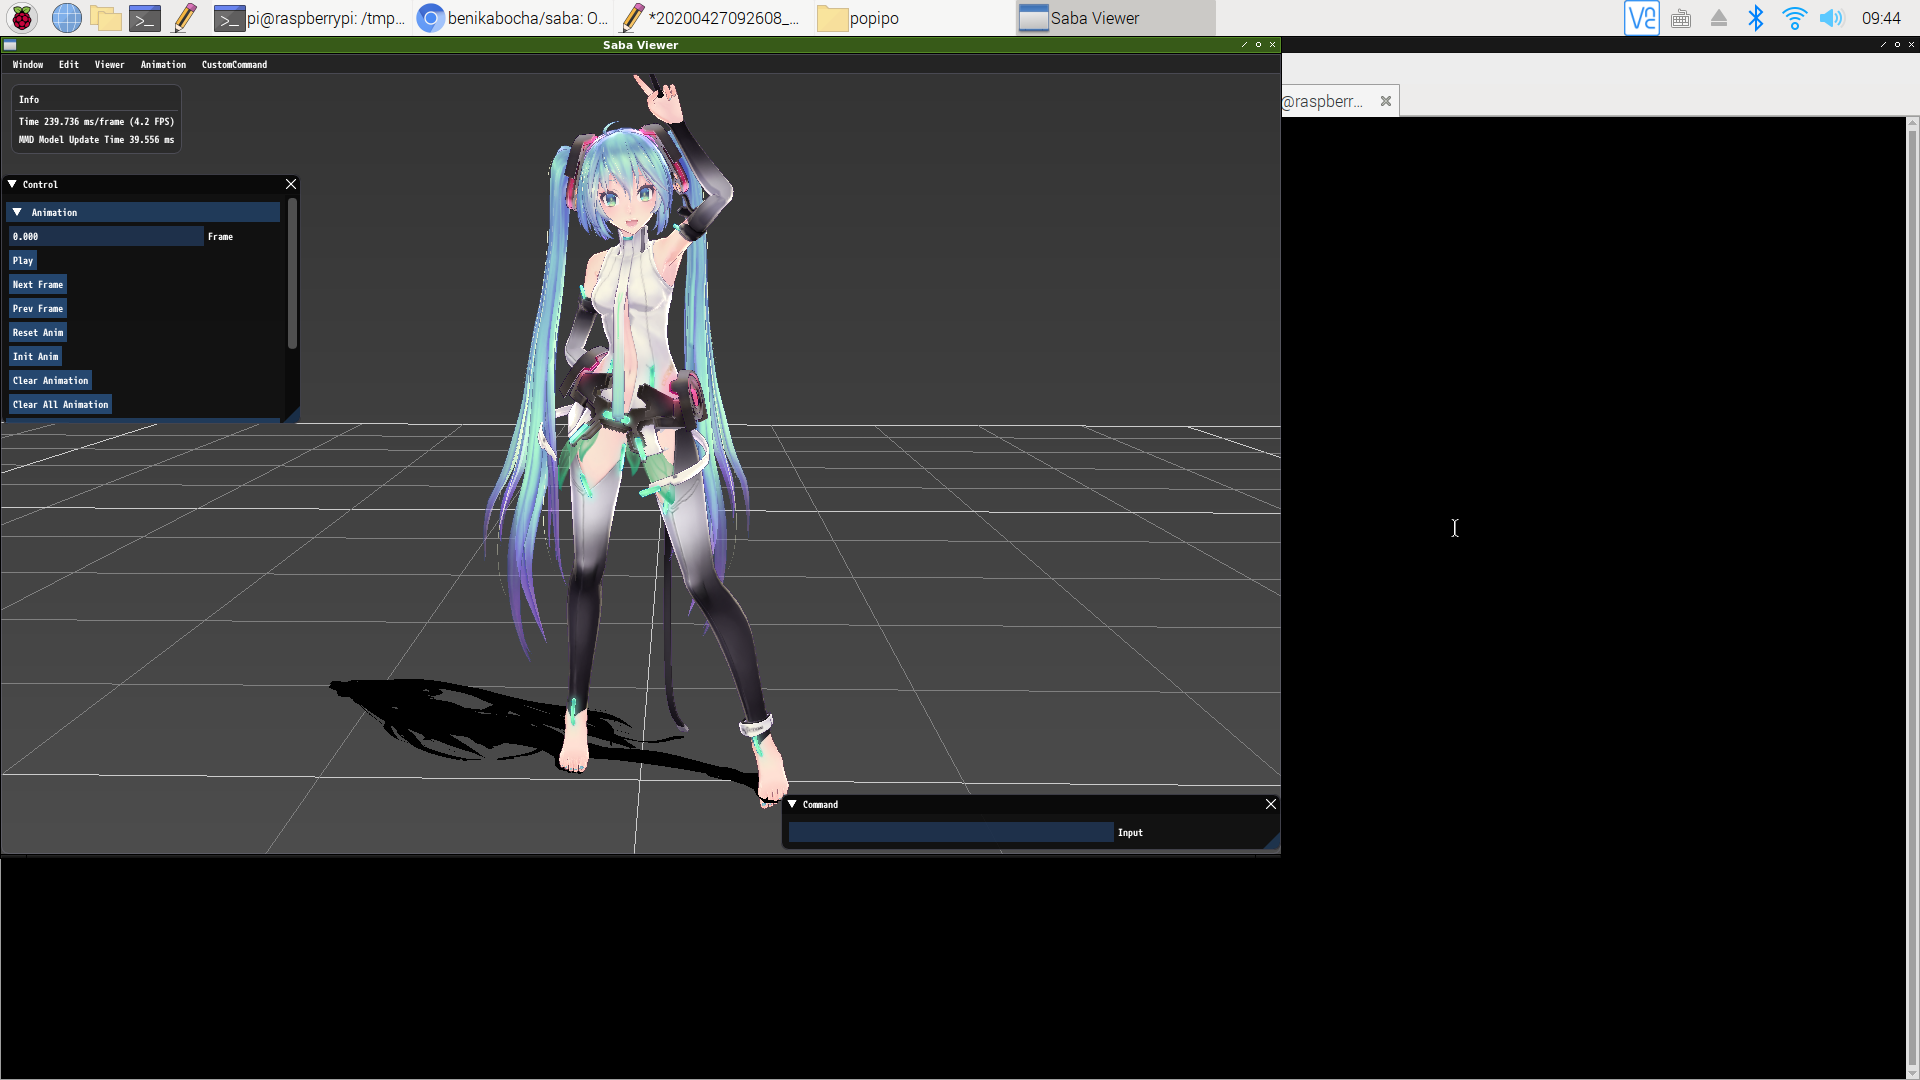 pi@raspberrypi: /tmp...
benikabocha/saba: O...
*20200427092608_...
popipo
Saba Viewer
09:44
Saba Viewer
Window Edit Viewer Animation CustomCommand
@raspberr...
Info
Time 239.736 ms/frame (4.2 FPS)
MMD Model Update Time 39.556 ms
Control
Animation
0.000 Frame
Play
Next Frame
Prev Frame
Reset Anim
Init Anim
Clear Animation
Clear All Animation
Command
Input